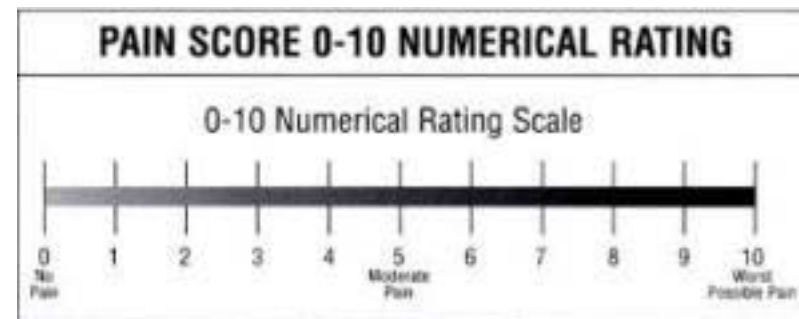 PAIN SCORE 0-10 NUMERICAL RATING
0-10 Numerical Rating Scale
0 1 2 3 4 5 6 7 8 9 10
No Moderate Worst
Pain Pain Possible Pain